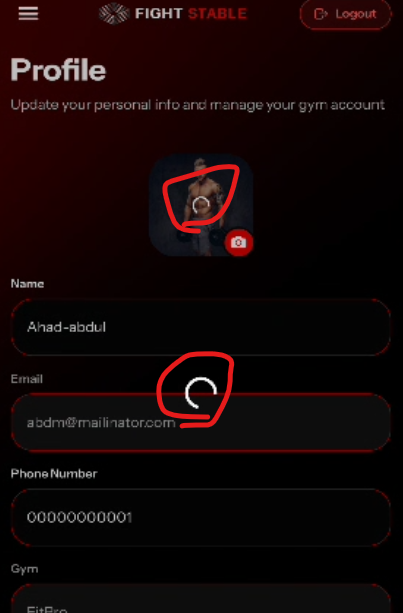 FIGHT STABLE
Logout
Profile
Update your personal info and manage your gym account
Name
Ahad-abdul
Email
abdm@mailinator.com
Phone Number
00000000001
Gym
FitPro